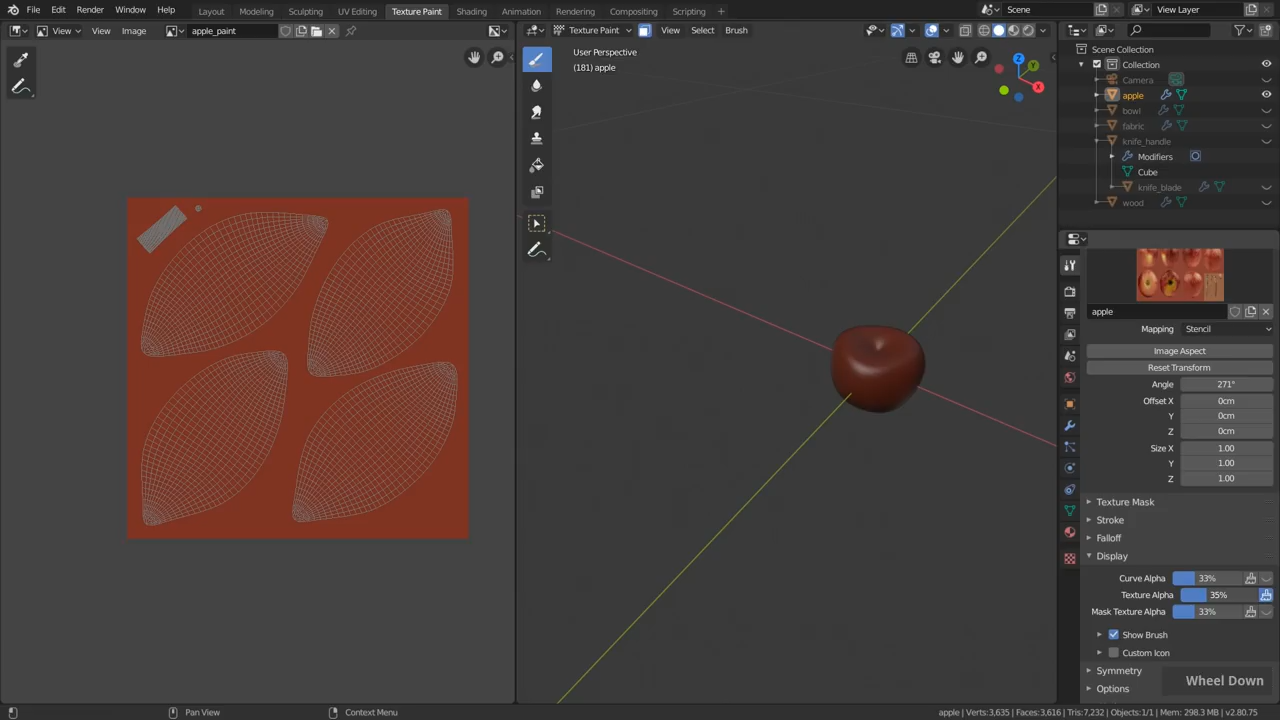 File Edit Render Window Help Layout Modeling Sculpting UV Editing Texture Paint Shading Animation Rendering Compositing Scripting + Scene View Layer
View View Image apple_paint Texture Paint View Select Brush
User Perspective
(181) apple
Z
Y
X
Scene Collection
Collection
Camera
apple
bowl
fabric
knife_handle
Modifiers
Cube
knife_blade
wood
apple
Mapping Stencil
Image Aspect
Reset Transform
Angle 271°
Offset X 0cm
Y 0cm
Z 0cm
Size X 1.00
Y 1.00
Z 1.00
Texture Mask
Stroke
Falloff
Display
Curve Alpha 33%
Texture Alpha 35%
Mask Texture Alpha 33%
Show Brush
Custom Icon
Symmetry
Options
Wheel Down
Pan View Context Menu apple | Verts:3,635 | Faces:3,616 | Tris:7,232 | Objects:1/1 | Mem: 298.3 MB | v2.80.75